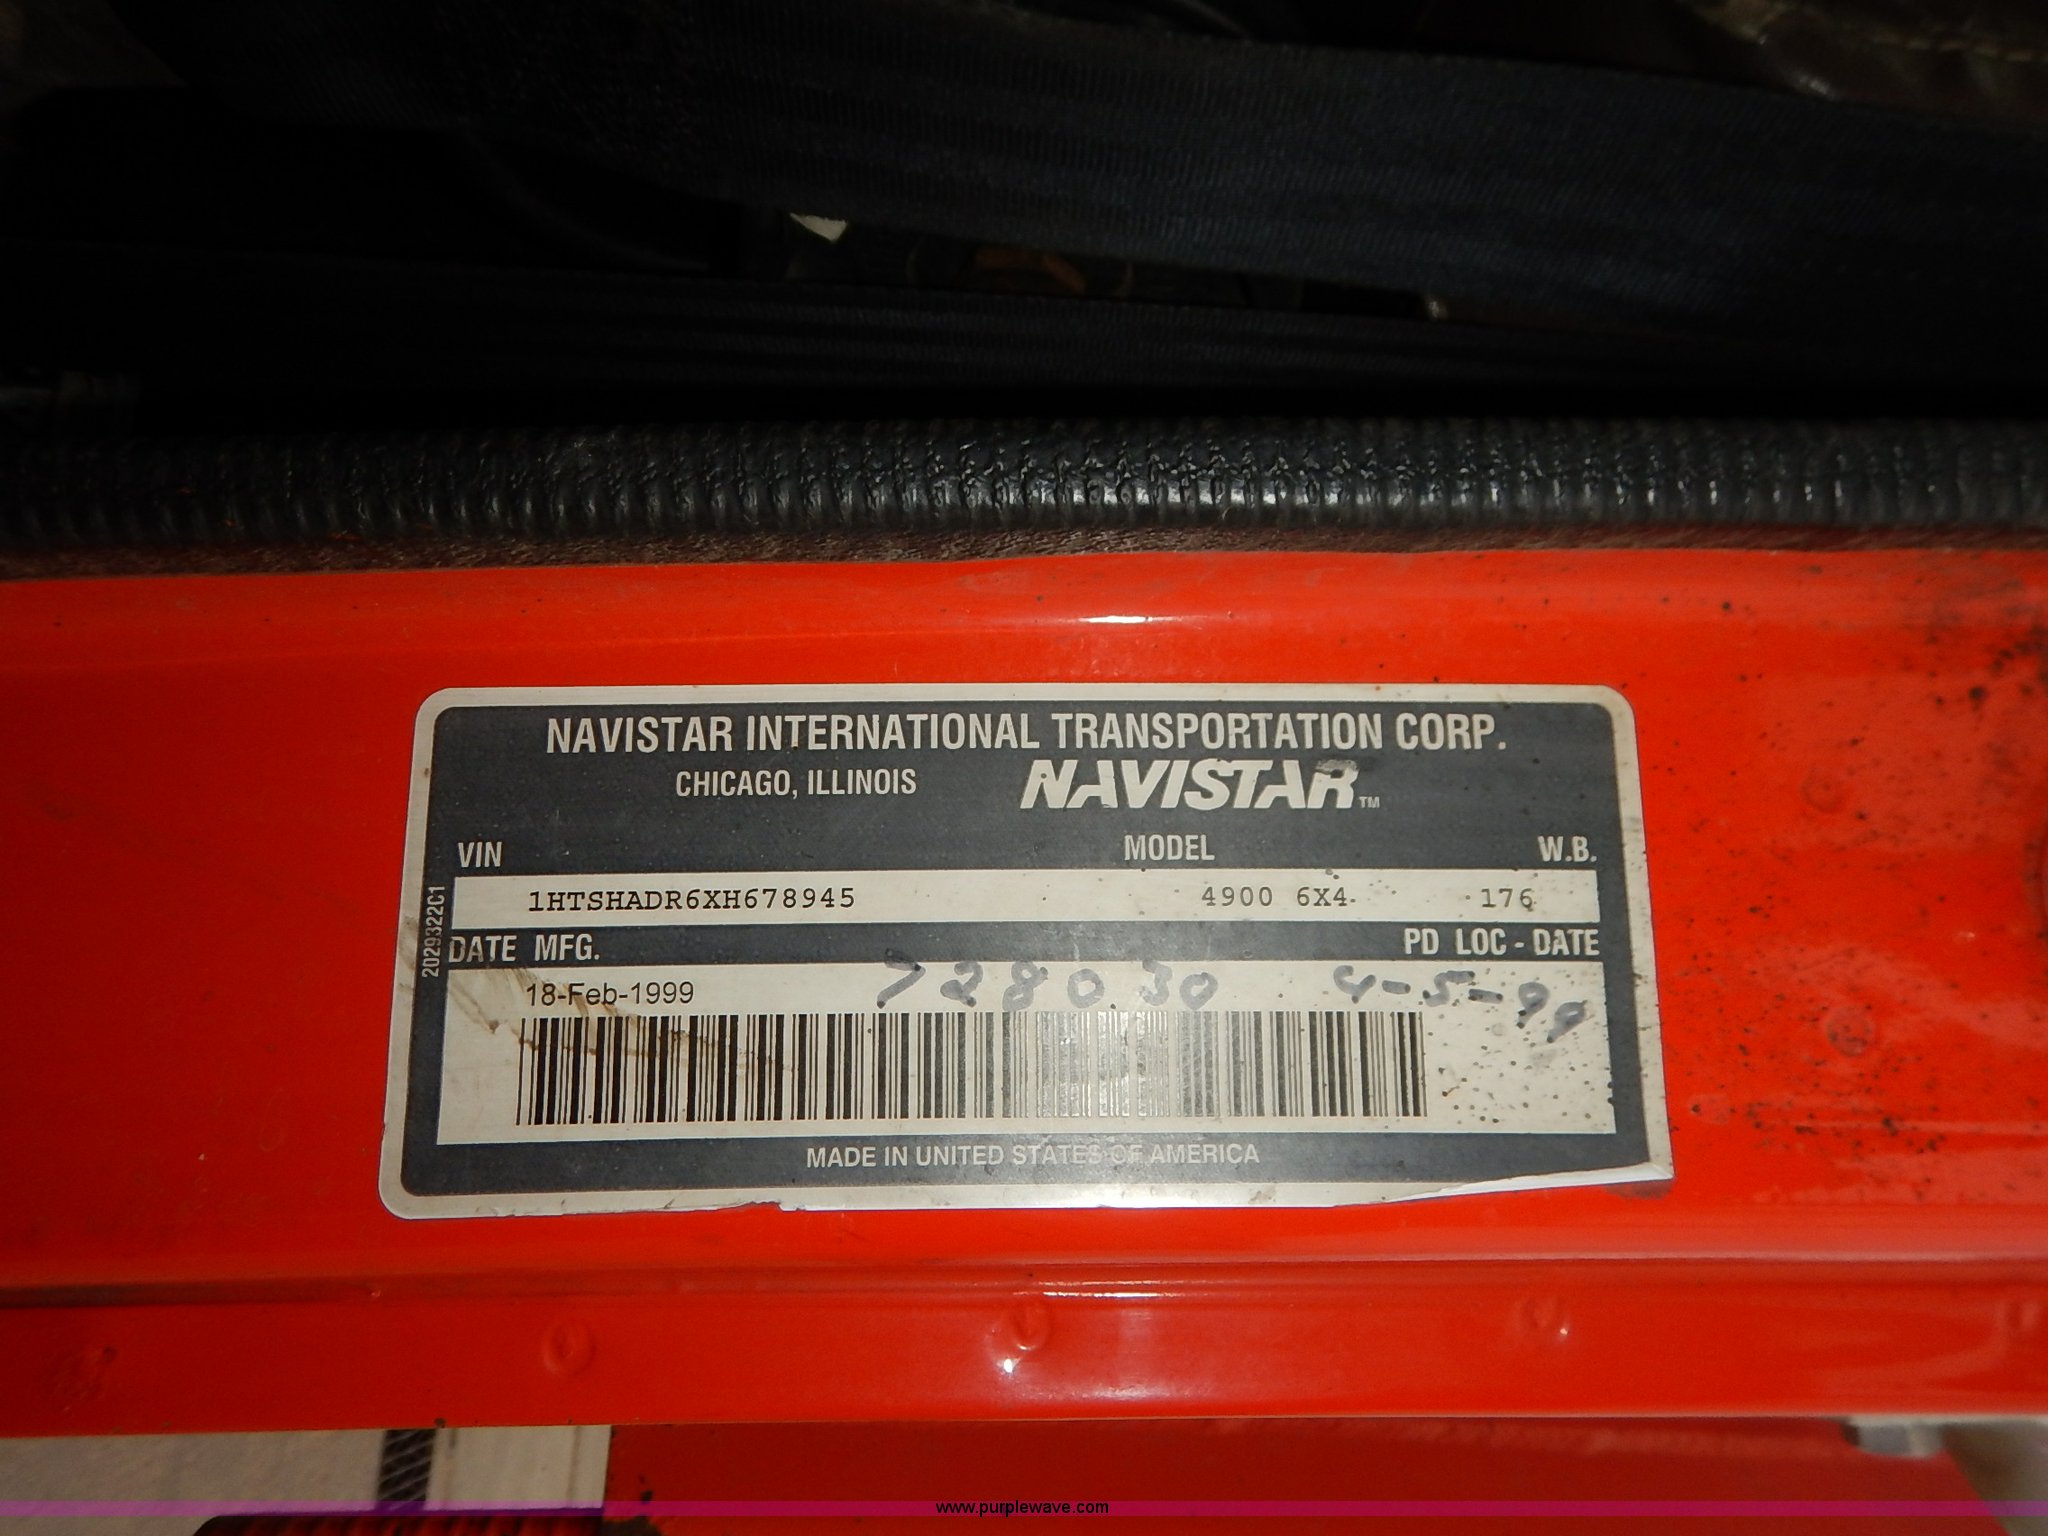 NAVISTAR INTERNATIONAL TRANSPORTATION CORP.
CHICAGO, ILLINOIS NAVISTAR™
VIN MODEL W.B.
1HTSHADR6XH678945 4900 6X4 176
2029322C1
DATE MFG. PD LOC - DATE
18-Feb-1999 728030 4-5-99
MADE IN UNITED STATES OF AMERICA
www.purplewave.com